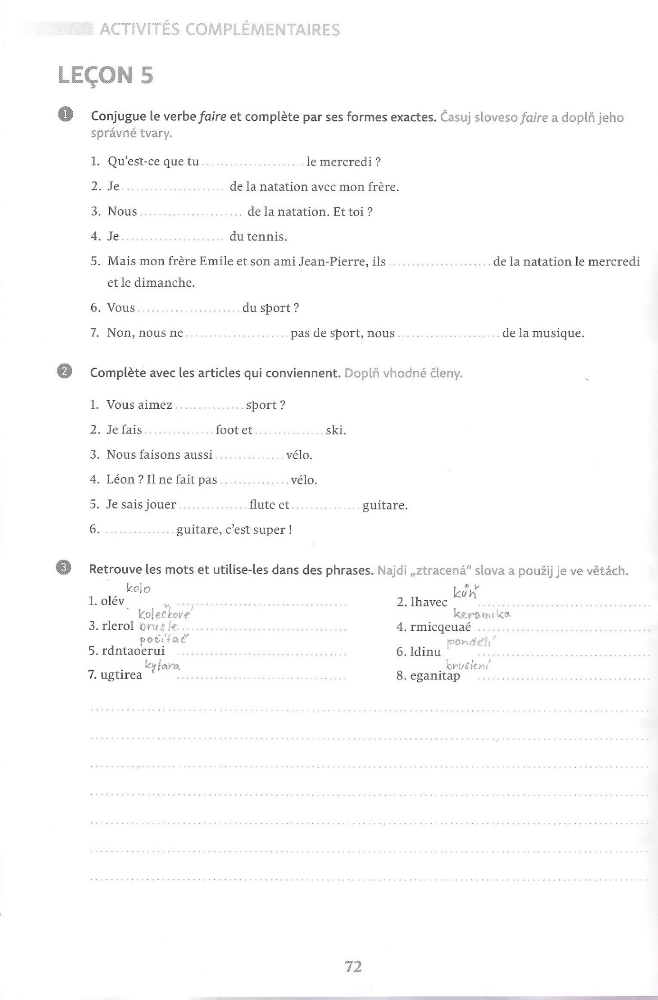 ACTIVITÉS COMPLÉMENTAIRES
LEÇON 5
1 Conjugue le verbe faire et complète par ses formes exactes. Časuj sloveso faire a doplň jeho
správné tvary.
1. Qu'est-ce que tu ...................... le mercredi ?
2. Je ...................... de la natation avec mon frère.
3. Nous ...................... de la natation. Et toi ?
4. Je ...................... du tennis.
5. Mais mon frère Emile et son ami Jean-Pierre, ils ...................... de la natation le mercredi
et le dimanche.
6. Vous ...................... du sport ?
7. Non, nous ne ...................... pas de sport, nous ...................... de la musique.
2 Complète avec les articles qui conviennent. Doplň vhodné členy.
1. Vous aimez ............... sport ?
2. Je fais ............... foot et ............... ski.
3. Nous faisons aussi ............... vélo.
4. Léon ? Il ne fait pas ............... vélo.
5. Je sais jouer ............... flute et ............... guitare.
6. ............... guitare, c'est super !
3 Retrouve les mots et utilise-les dans des phrases. Najdi „ztracená“ slova a použij je ve větách.
kolo kůň
1. olév .................................... 2. lhavec ....................................
kolečkové keramika
3. rlerol brusle .................................... 4. rmicqeuaé ....................................
počítač pondělí
5. rdntaoerui .................................... 6. ldinu ....................................
kytara bruslení
7. ugtirea .................................... 8. eganitap ....................................
72